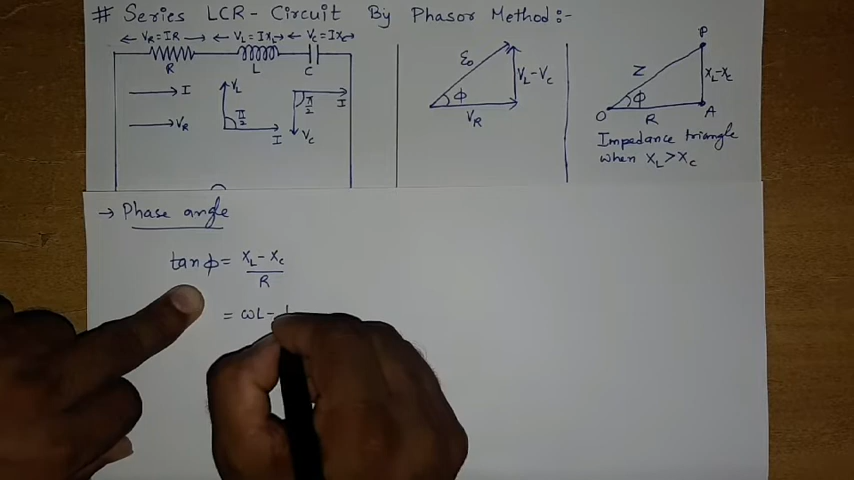 # Series LCR- Circuit By Phasor Method:-
V_R = IR V_L = IX_L V_C = IX_C
R L C
I
V_R
V_L
π/2
I
π/2
I
V_C
ε₀
V_L-V_C
φ
V_R
P
Z
X_L-X_C
φ
O R A
Impedance triangle
when X_L > X_C
→ Phase angle
tan φ = X_L - X_C
R
= ωL -